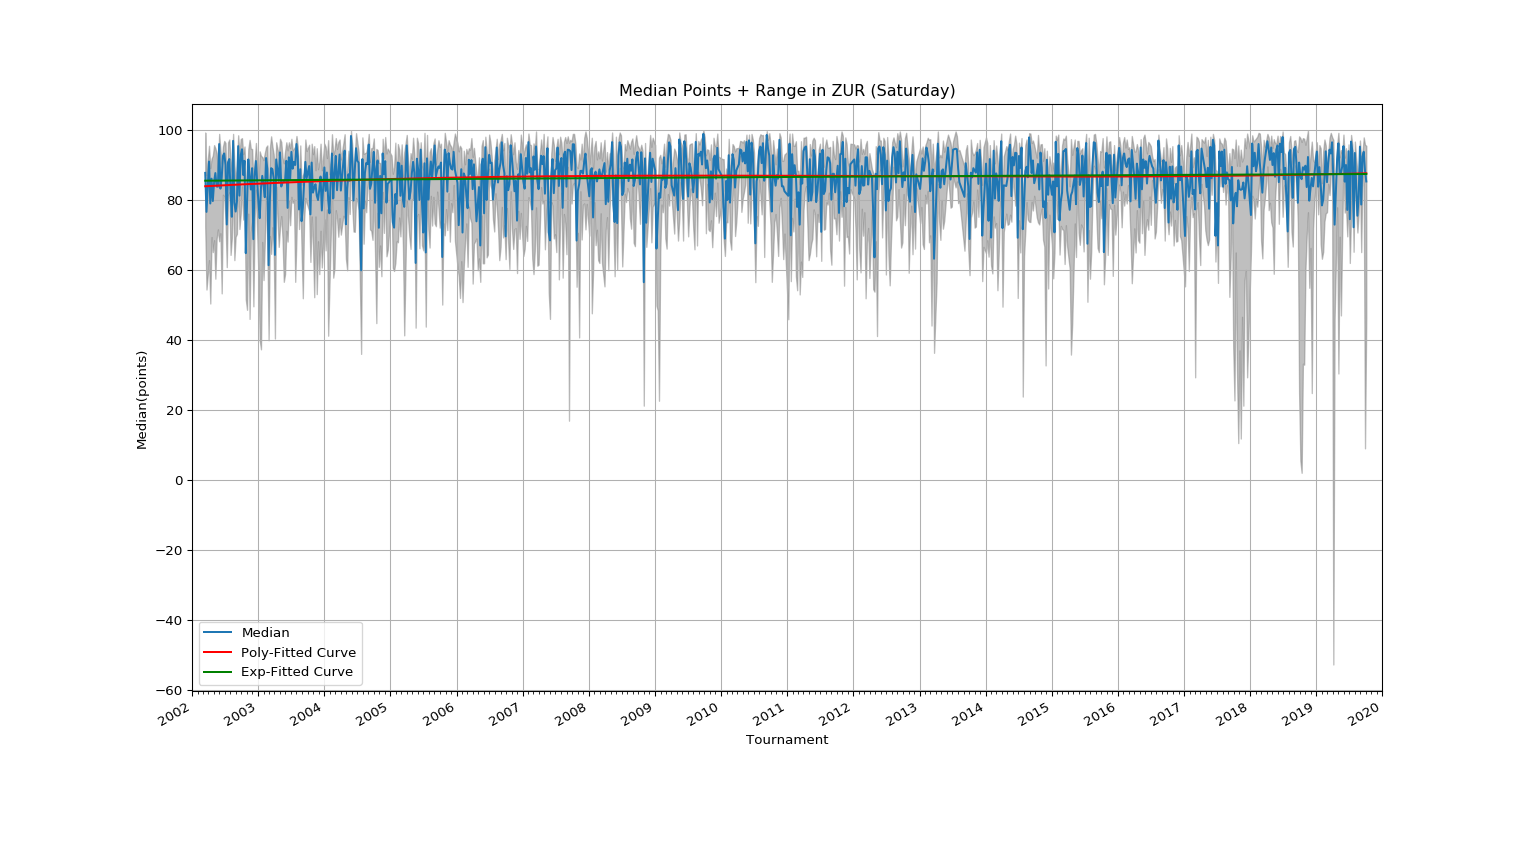 Median Points + Range in ZUR (Saturday)
Median(points)
100
80
60
40
20
0
−20
−40
−60
Median
Poly-Fitted Curve
Exp-Fitted Curve
2002 2003 2004 2005 2006 2007 2008 2009 2010 2011 2012 2013 2014 2015 2016 2017 2018 2019 2020
Tournament